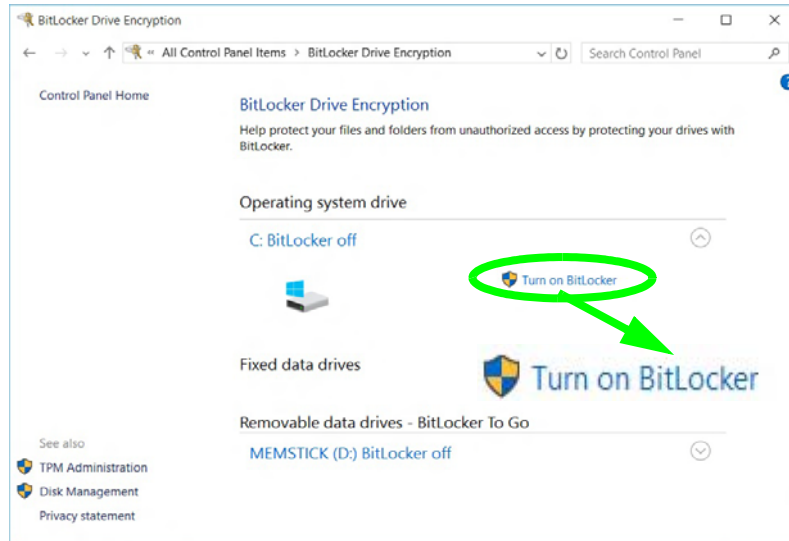 BitLocker Drive Encryption
« All Control Panel Items > BitLocker Drive Encryption
Search Control Panel
Control Panel Home
BitLocker Drive Encryption
Help protect your files and folders from unauthorized access by protecting your drives with
BitLocker.
Operating system drive
C: BitLocker off
Turn on BitLocker
Turn on BitLocker
Fixed data drives
Removable data drives - BitLocker To Go
MEMSTICK (D:) BitLocker off
See also
TPM Administration
Disk Management
Privacy statement